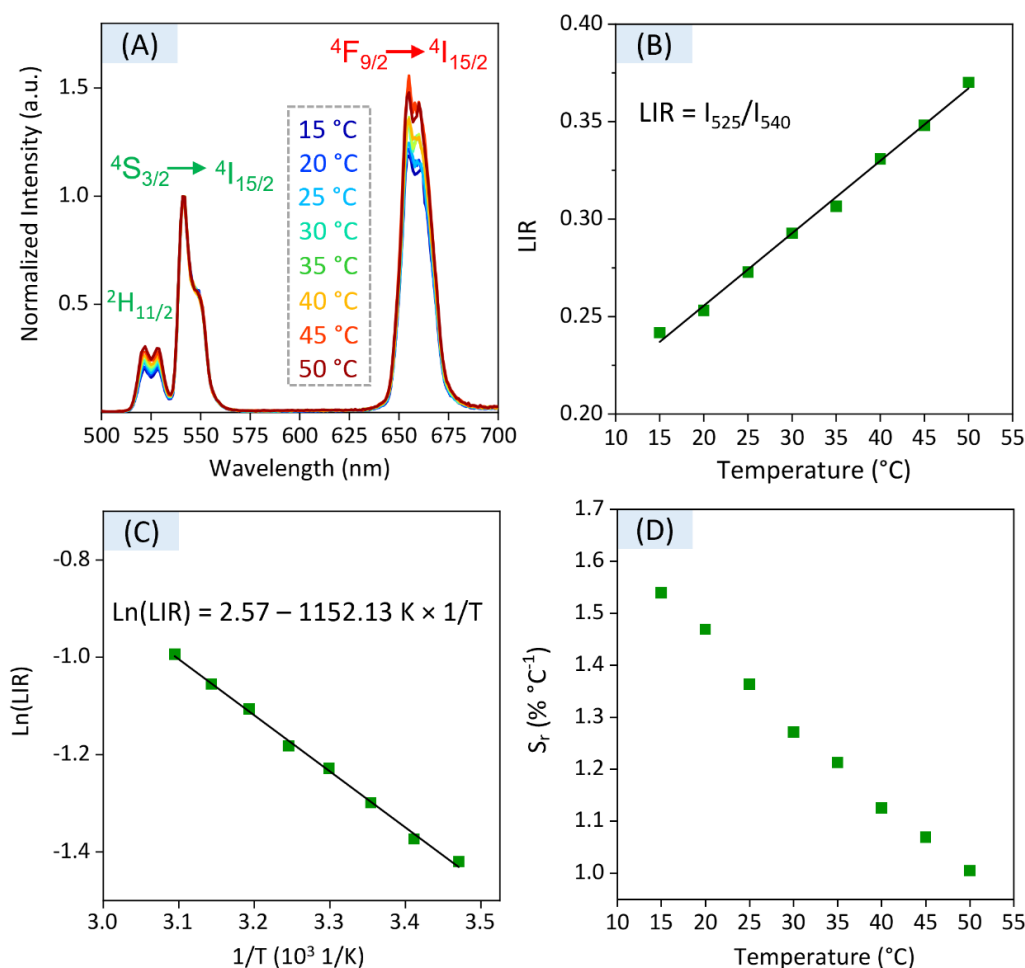 (A)
⁴F₉/₂ → ⁴I₁₅/₂
⁴S₃/₂ → ⁴I₁₅/₂
²H₁₁/₂
15 °C
20 °C
25 °C
30 °C
35 °C
40 °C
45 °C
50 °C
Normalized Intensity (a.u.)
1.5
1.0
0.5
500 525 550 575 600 625 650 675 700
Wavelength (nm)
(B)
LIR = I₅₂₅/I₅₄₀
LIR
0.40
0.35
0.30
0.25
0.20
10 15 20 25 30 35 40 45 50 55
Temperature (°C)
(C)
Ln(LIR) = 2.57 – 1152.13 K × 1/T
Ln(LIR)
-0.8
-1.0
-1.2
-1.4
3.0 3.1 3.2 3.3 3.4 3.5
1/T (10³ 1/K)
(D)
Sᵣ (% °C⁻¹)
1.7
1.6
1.5
1.4
1.3
1.2
1.1
1.0
10 15 20 25 30 35 40 45 50 55
Temperature (°C)